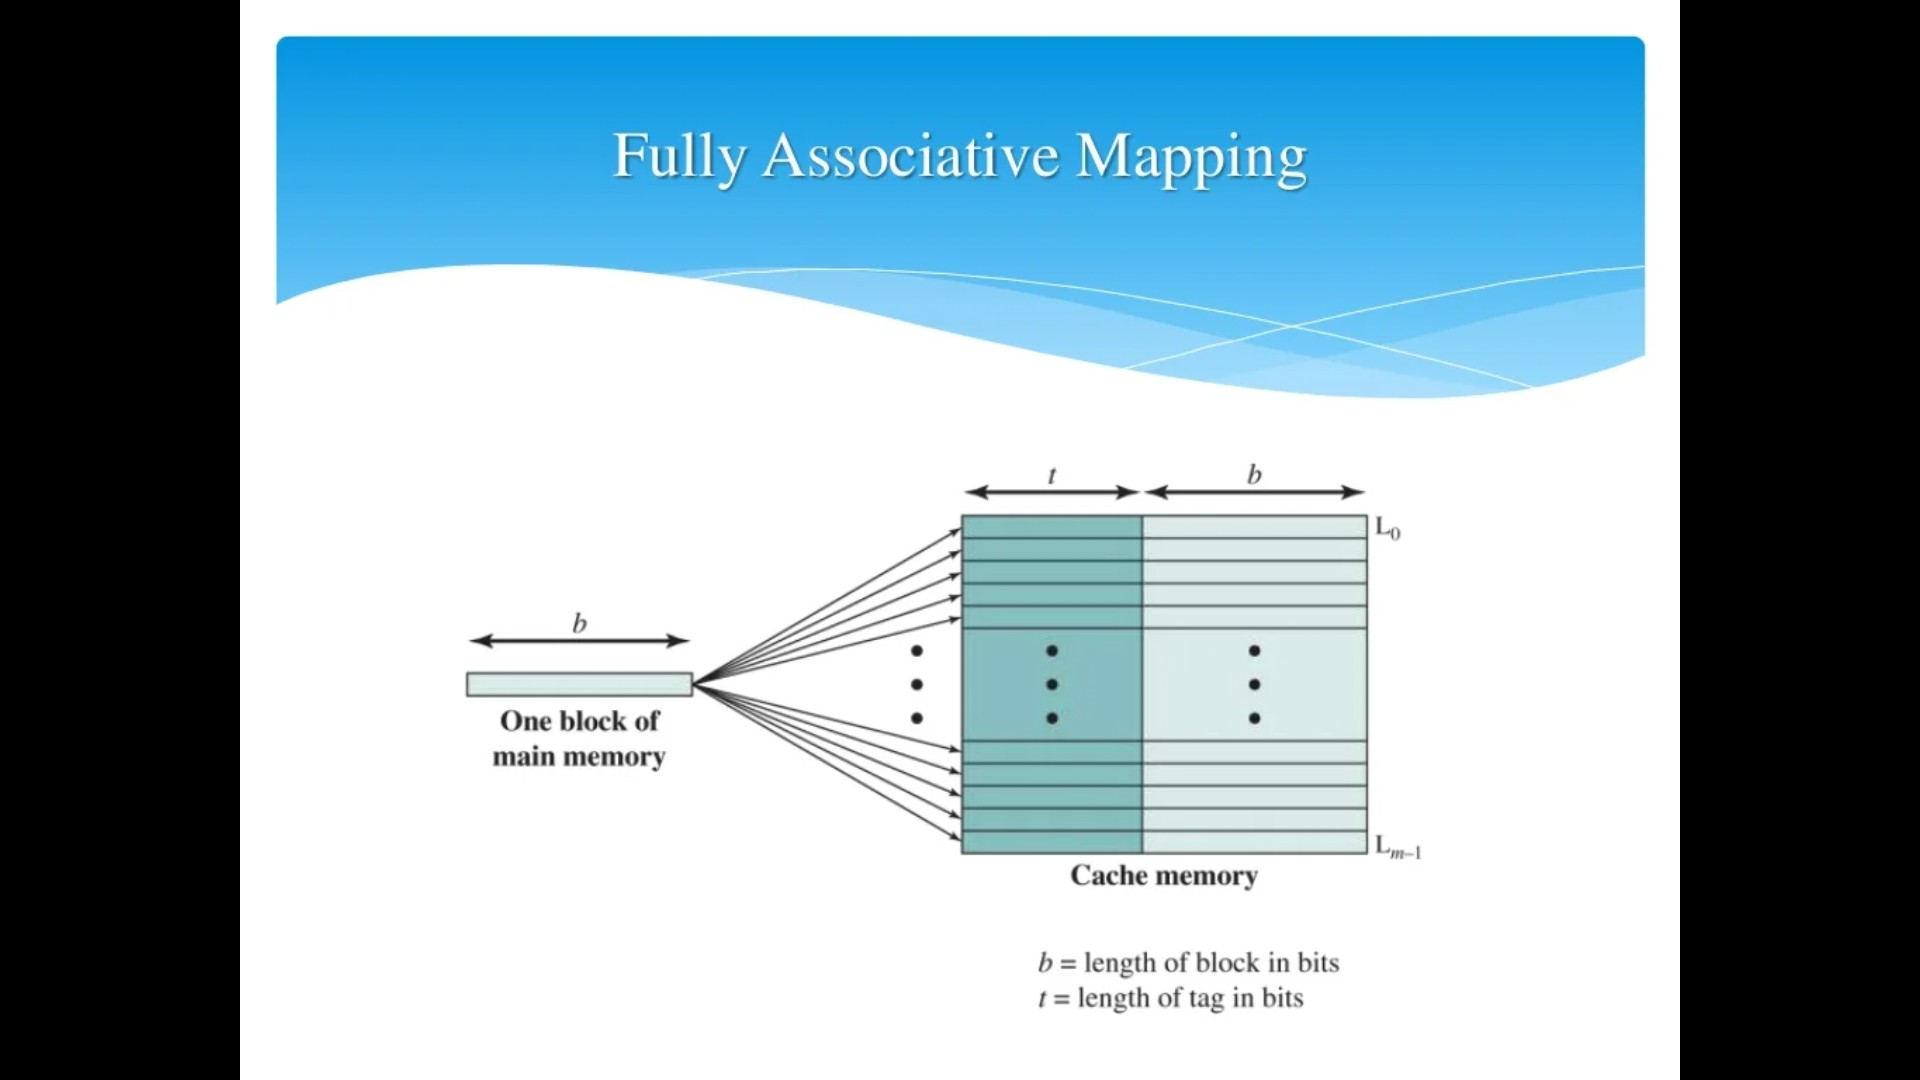 Fully Associative Mapping
t
b
L0
b
One block of
main memory
Lm–1
Cache memory
b = length of block in bits
t = length of tag in bits